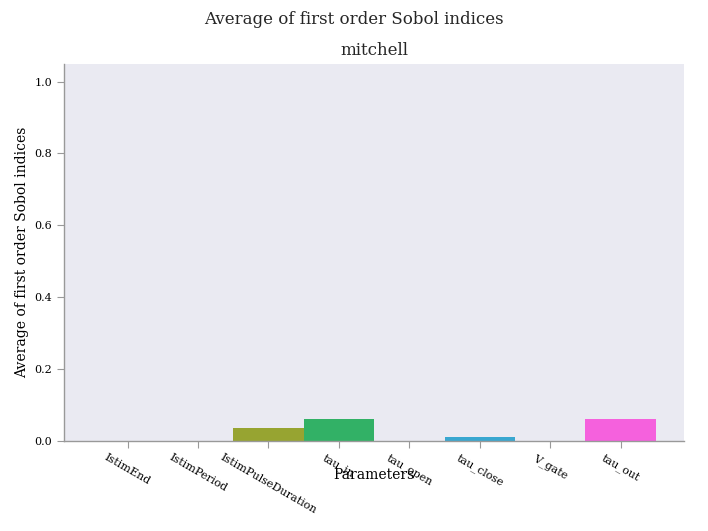 Average of first order Sobol indices
mitchell
Average of first order Sobol indices
1.0
0.8
0.6
0.4
0.2
0.0
IstimEnd
IstimPeriod
IstimPulseDuration
tau_in
tau_open
tau_close
V_gate
tau_out
Parameters